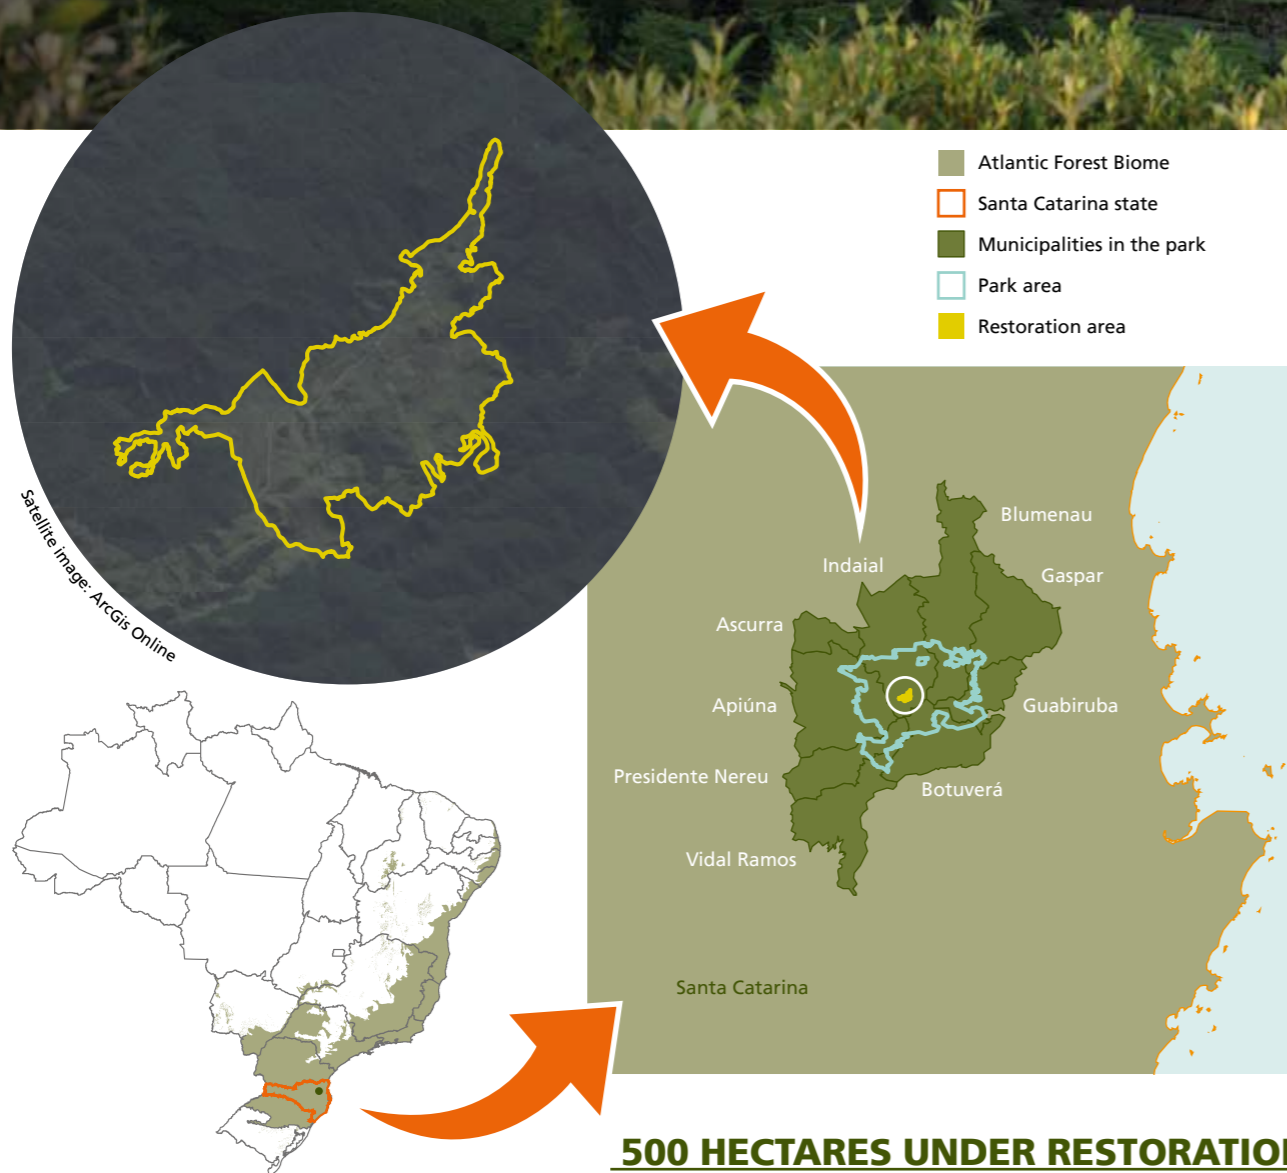 Atlantic Forest Biome
Santa Catarina state
Municipalities in the park
Park area
Restoration area
Satellite image: ArcGis Online
Blumenau
Indaial
Gaspar
Ascurra
Apiúna
Guabiruba
Presidente Nereu
Botuverá
Vidal Ramos
Santa Catarina
500 HECTARES UNDER RESTORATION